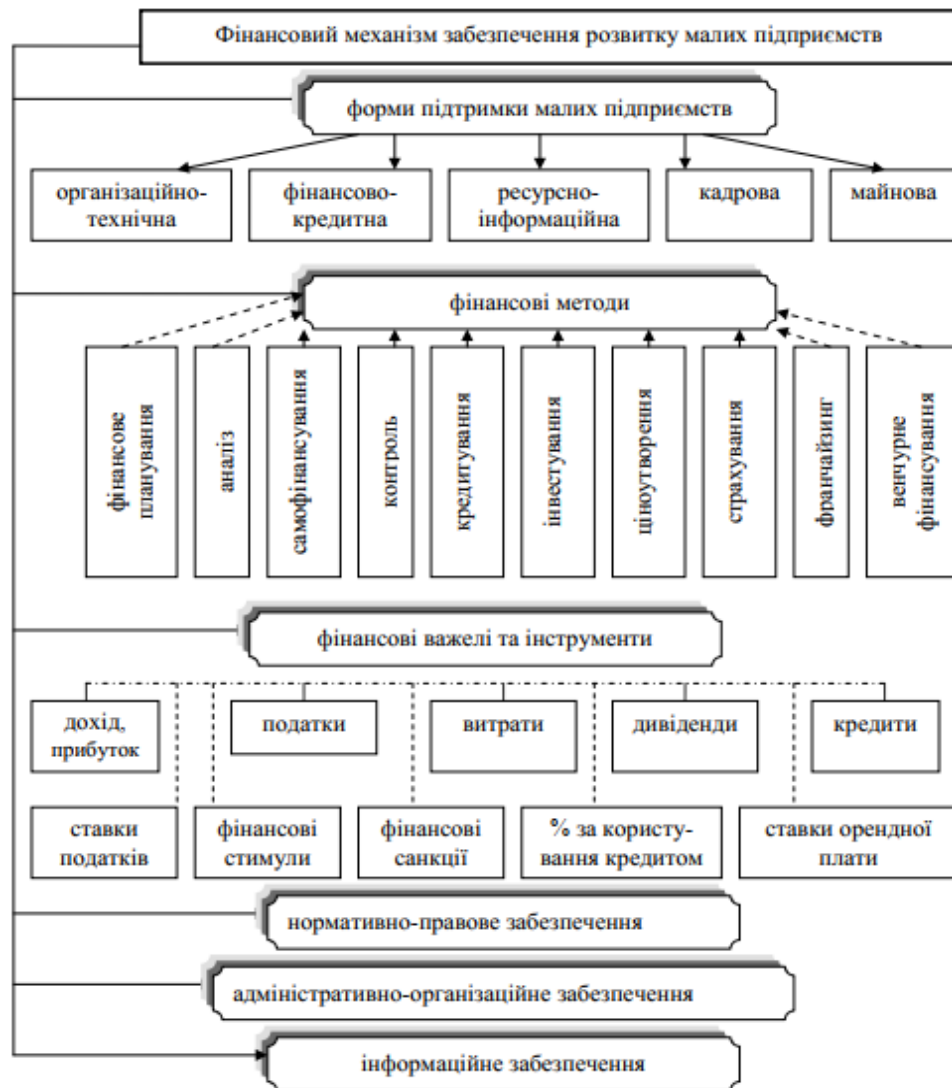 Фінансовий механізм забезпечення розвитку малих підприємств
форми підтримки малих підприємств
організаційно-
технічна
фінансово-
кредитна
ресурсно-
інформаційна
кадрова
майнова
фінансові методи
фінансове
планування
аналіз
самофінансування
контроль
кредитування
інвестування
ціноутворення
страхування
франчайзинг
венчурне
фінансування
фінансові важелі та інструменти
дохід,
прибуток
податки
витрати
дивіденди
кредити
ставки
податків
фінансові
стимули
фінансові
санкції
% за користу-
вання кредитом
ставки орендної
плати
нормативно-правове забезпечення
адміністративно-організаційне забезпечення
інформаційне забезпечення